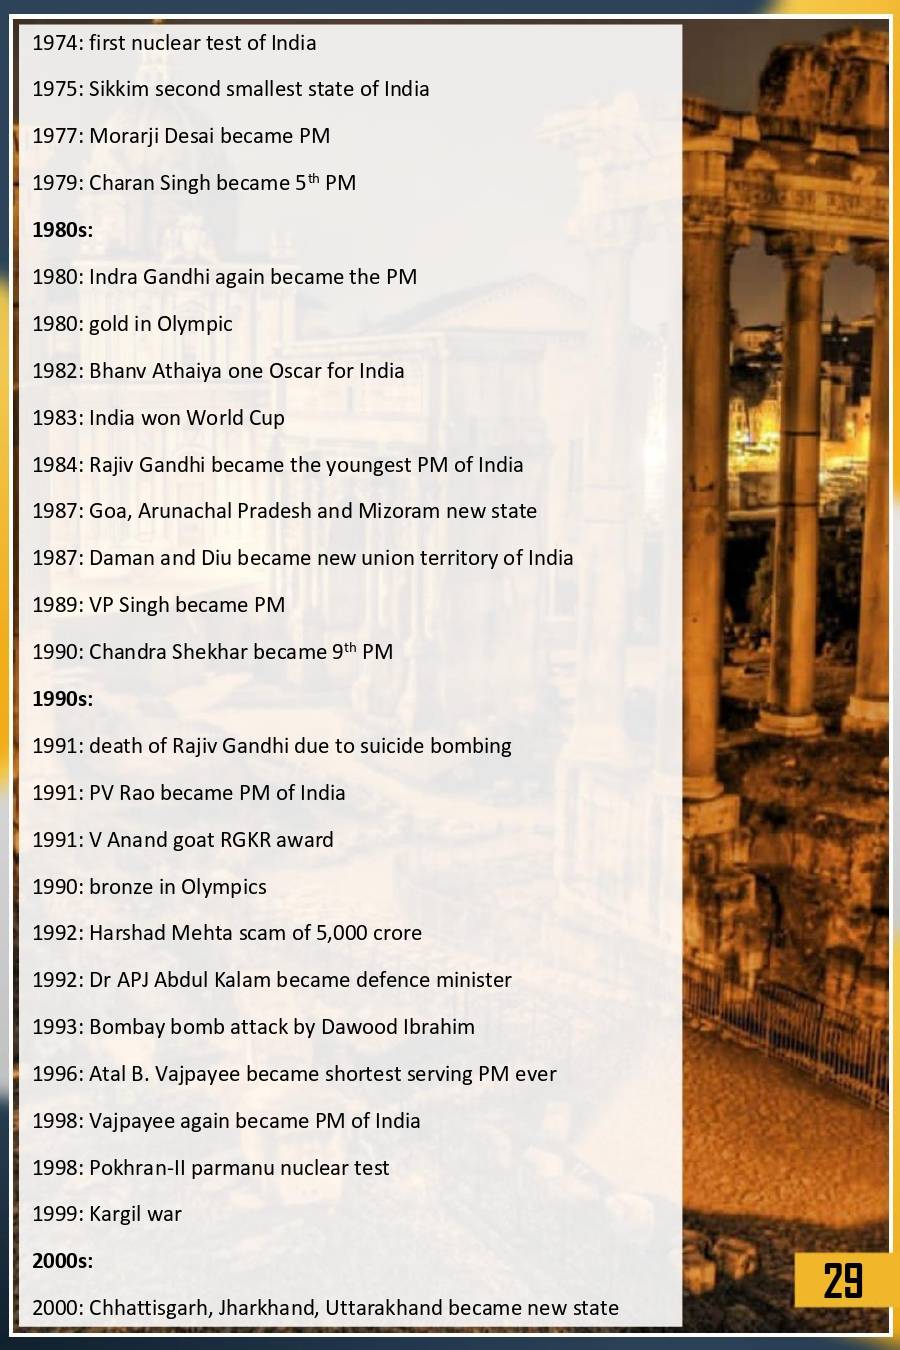 1974: first nuclear test of India
1975: Sikkim second smallest state of India
1977: Morarji Desai became PM
1979: Charan Singh became 5th PM
1980s:
1980: Indra Gandhi again became the PM
1980: gold in Olympic
1982: Bhanv Athaiya one Oscar for India
1983: India won World Cup
1984: Rajiv Gandhi became the youngest PM of India
1987: Goa, Arunachal Pradesh and Mizoram new state
1987: Daman and Diu became new union territory of India
1989: VP Singh became PM
1990: Chandra Shekhar became 9th PM
1990s:
1991: death of Rajiv Gandhi due to suicide bombing
1991: PV Rao became PM of India
1991: V Anand goat RGKR award
1990: bronze in Olympics
1992: Harshad Mehta scam of 5,000 crore
1992: Dr APJ Abdul Kalam became defence minister
1993: Bombay bomb attack by Dawood Ibrahim
1996: Atal B. Vajpayee became shortest serving PM ever
1998: Vajpayee again became PM of India
1998: Pokhran-II parmanu nuclear test
1999: Kargil war
2000s:
2000: Chhattisgarh, Jharkhand, Uttarakhand became new state
29